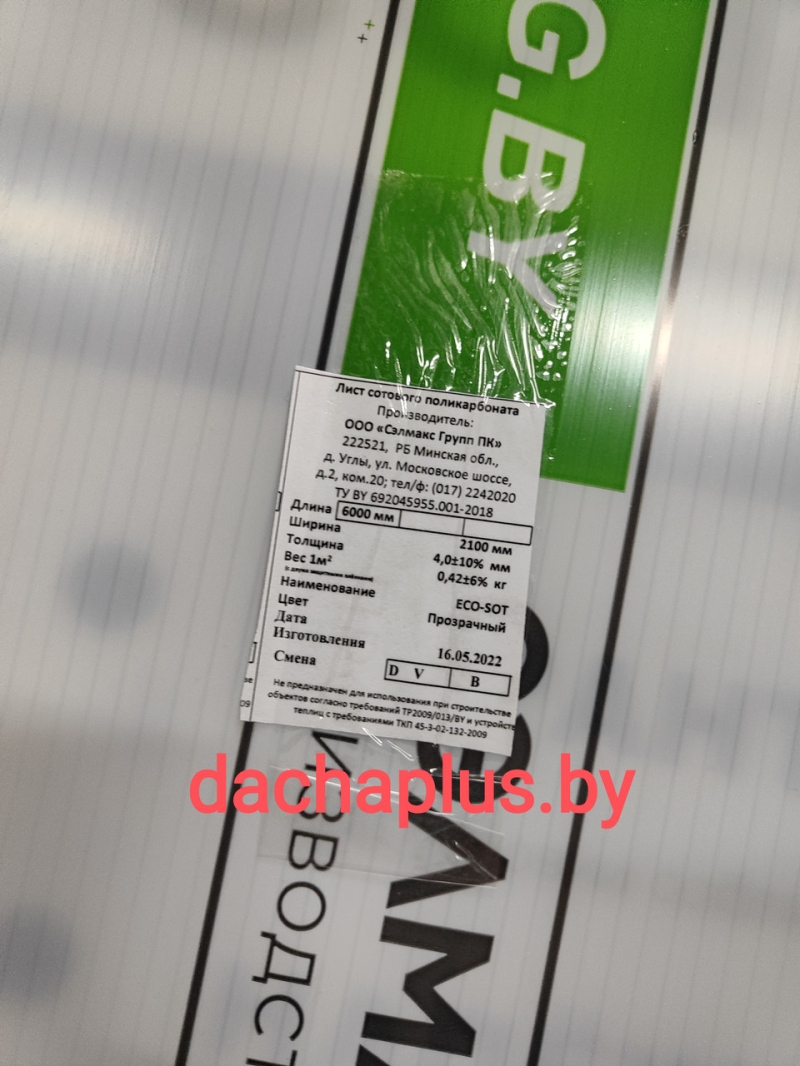 G.BY
Лист сотового поликарбоната
Производитель:
ООО «Сэлмакс Групп ПК»
222521, РБ Минская обл.,
д. Углы, ул. Московское шоссе,
д.2, ком.20; тел/ф: (017) 2242020
ТУ BY 692045955.001-2018
Длина 6000 мм
Ширина 2100 мм
Толщина 4,0±10% мм
Вес 1м² 0,42±6% кг
Наименование ECO-SOT
Цвет Прозрачный
Дата
Изготовления 16.05.2022
Смена D V B
Не предназначен для использования при строительстве
объектов согласно требований ТР2009/013/BY и устройств
теплиц с требованиями ТКП 45-3-02-132-2009
dachaplus.by
ИЗВОДСТ